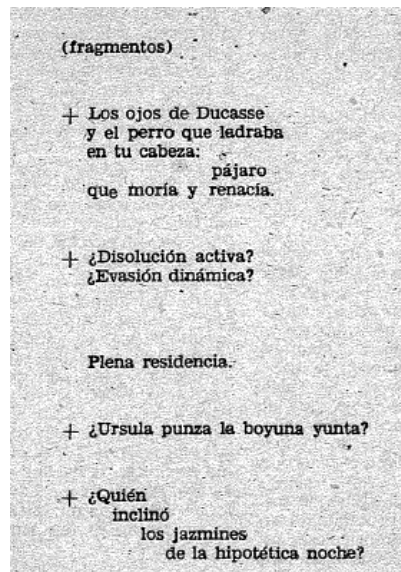 (fragmentos)
+ Los ojos de Ducasse
y el perro que ladraba
en tu cabeza:
pájaro
que moría y renacía.
+ ¿Disolución activa?
¿Evasión dinámica?
Plena residencia.
+ ¿Ursula punza la boyuna yunta?
+ ¿Quién
inclinó
los jazmines
de la hipotética noche?